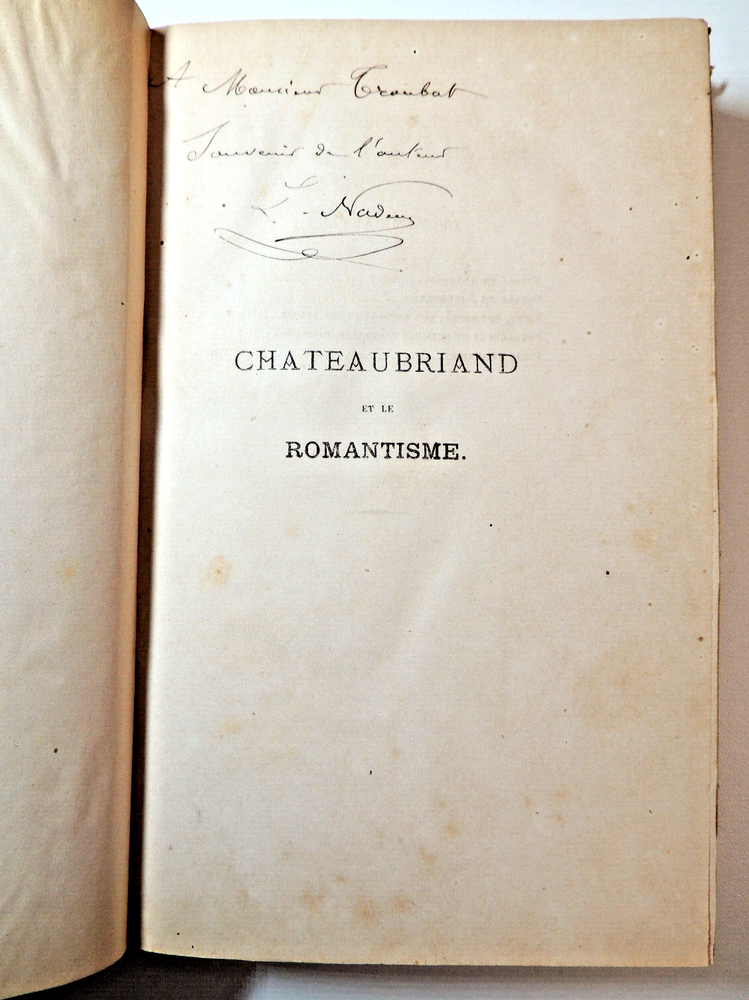 A Monsieur Troubat
Souvenir de l'auteur
L. Nadeau
CHATEAUBRIAND
ET LE
ROMANTISME.